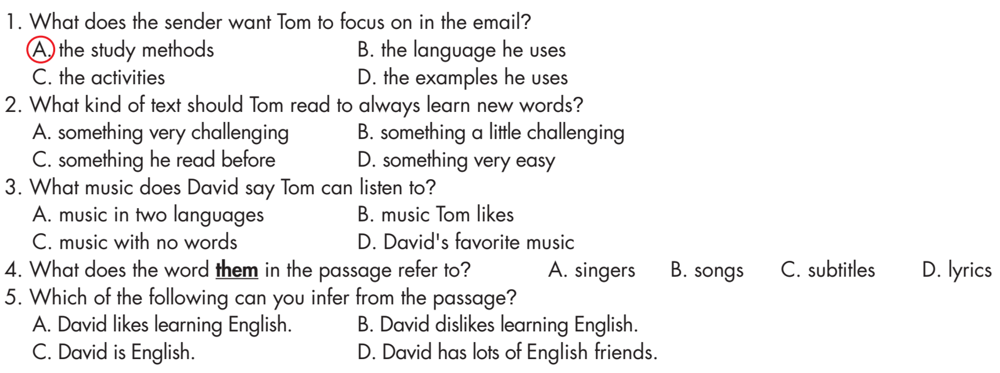 1. What does the sender want Tom to focus on in the email?
A. the study methods B. the language he uses
C. the activities D. the examples he uses
2. What kind of text should Tom read to always learn new words?
A. something very challenging B. something a little challenging
C. something he read before D. something very easy
3. What music does David say Tom can listen to?
A. music in two languages B. music Tom likes
C. music with no words D. David's favorite music
4. What does the word them in the passage refer to? A. singers B. songs C. subtitles D. lyrics
5. Which of the following can you infer from the passage?
A. David likes learning English. B. David dislikes learning English.
C. David is English. D. David has lots of English friends.